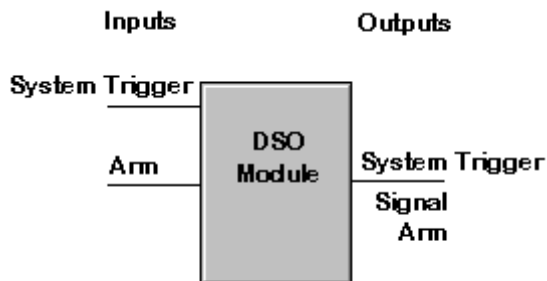 Inputs
Outputs
System Trigger
DSO
Module
Arm
System Trigger
Signal
Arm